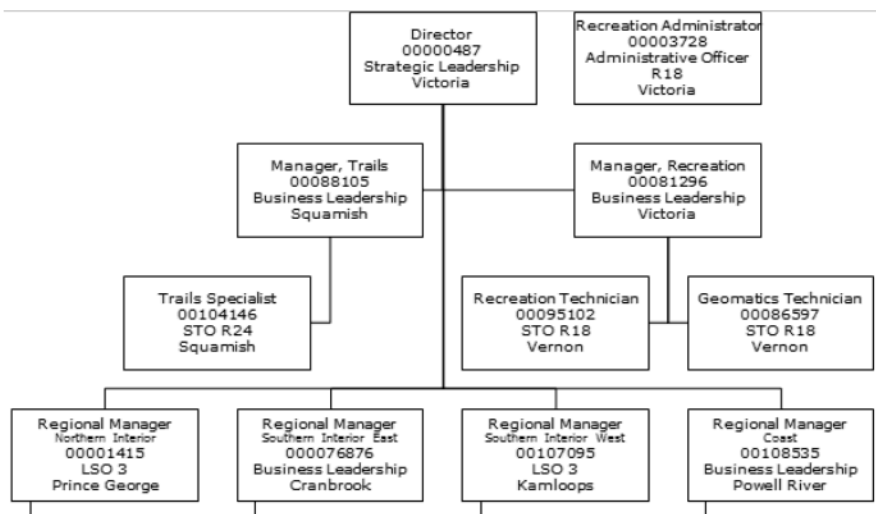 Director
00000487
Strategic Leadership
Victoria
Recreation Administrator
00003728
Administrative Officer
R18
Victoria
Manager, Trails
00088105
Business Leadership
Squamish
Manager, Recreation
00081296
Business Leadership
Victoria
Trails Specialist
00104146
STO R24
Squamish
Recreation Technician
00095102
STO R18
Vernon
Geomatics Technician
00086597
STO R18
Vernon
Regional Manager
Northern Interior
00001415
LSO 3
Prince George
Regional Manager
Southern Interior East
000076876
Business Leadership
Cranbrook
Regional Manager
Southern Interior West
00107095
LSO 3
Kamloops
Regional Manager
Coast
00108535
Business Leadership
Powell River